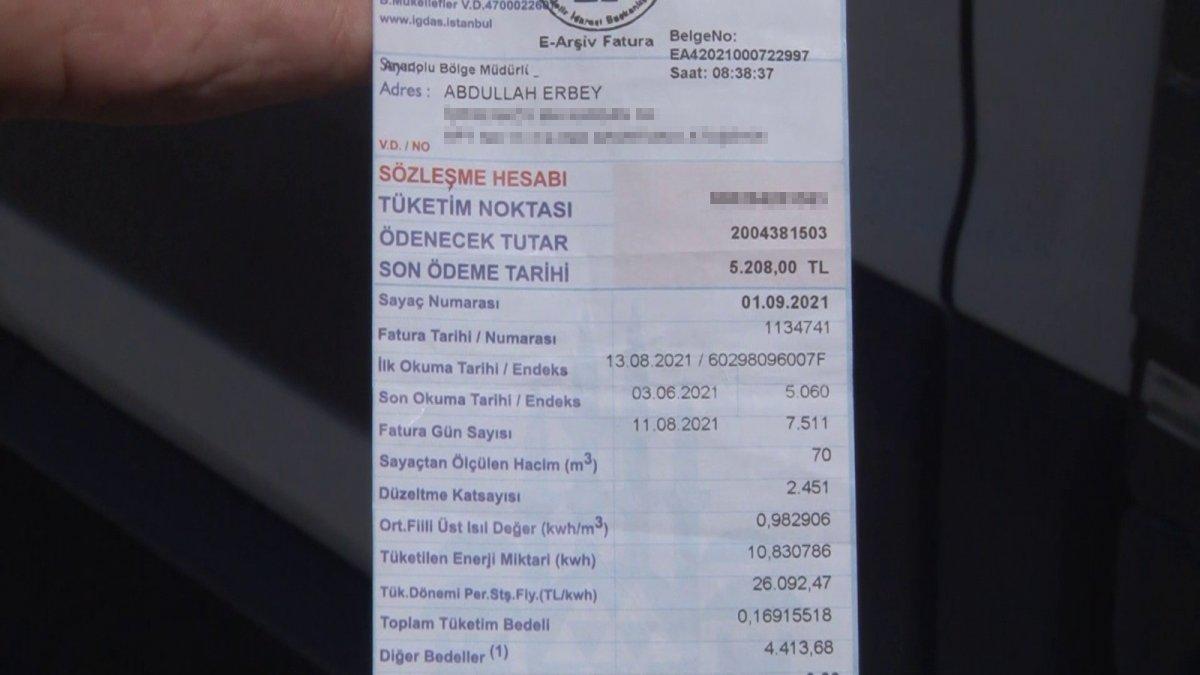 B.Mükellefler V.D.470002260
www.igdas.istanbul
E-Arşiv Fatura
BelgeNo:
EA42021000722997
Saat: 08:38:37
Anadolu Bölge Müdürlü
Adres : ABDULLAH ERBEY
V.D. / NO
SÖZLEŞME HESABI
TÜKETİM NOKTASI
2004381503
ÖDENECEK TUTAR
5.208,00 TL
SON ÖDEME TARİHİ
01.09.2021
Sayaç Numarası
1134741
Fatura Tarihi / Numarası
13.08.2021 / 60298096007F
İlk Okuma Tarihi / Endeks
03.06.2021 5.060
Son Okuma Tarihi / Endeks
11.08.2021 7.511
Fatura Gün Sayısı
70
Sayaçtan Ölçülen Hacim (m³)
2.451
Düzeltme Katsayısı
0,982906
Ort.Fiili Üst Isıl Değer (kwh/m³)
10,830786
Tüketilen Enerji Miktari (kwh)
26.092,47
Tük.Dönemi Per.Stş.Fiy.(TL/kwh)
0,16915518
Toplam Tüketim Bedeli
4.413,68
Diğer Bedeller (1)